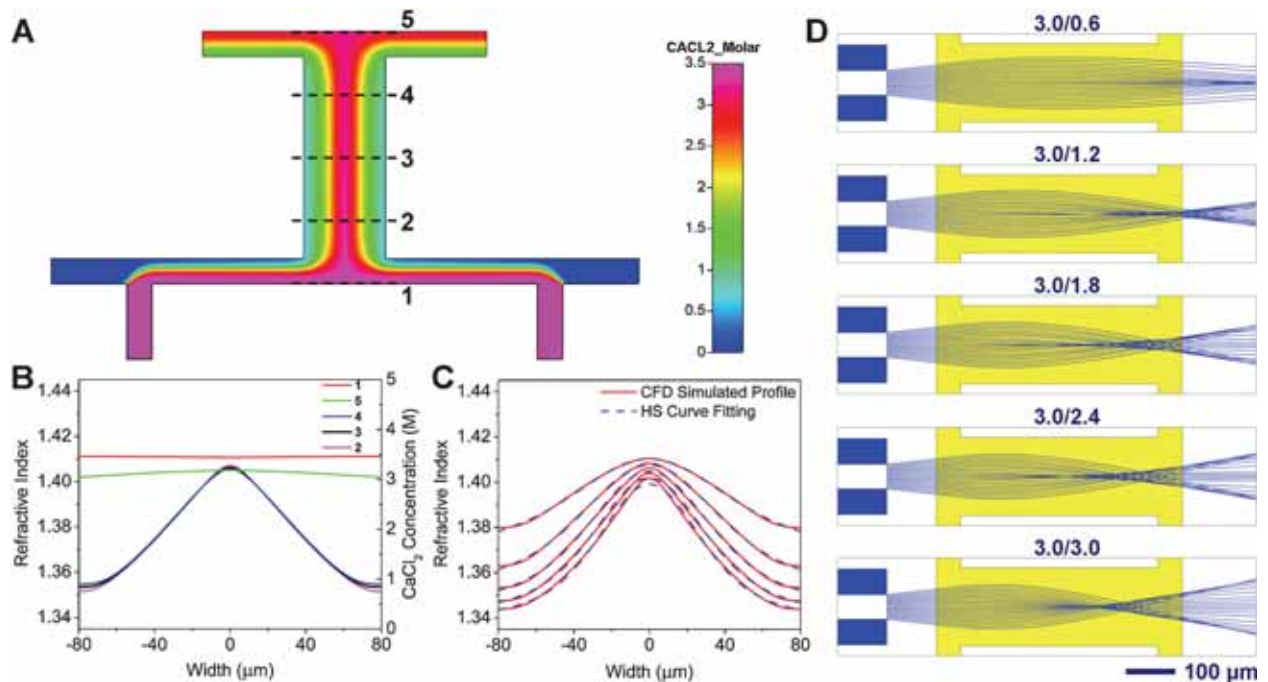 A
5
4
3
2
1
CACL2_Molar
3.5
3
2.5
2
1.5
1
0.5
0
B
1.44
1.42
1.40
1.38
1.36
1.34
Refractive Index
1
5
4
3
2
5
4
3
2
1
0
CaCl2 Concentration (M)
-80 -40 0 40 80
Width (μm)
C
1.44
1.42
1.40
1.38
1.36
1.34
Refractive Index
CFD Simulated Profile
HS Curve Fitting
-80 -40 0 40 80
Width (μm)
D
3.0/0.6
3.0/1.2
3.0/1.8
3.0/2.4
3.0/3.0
100 μm